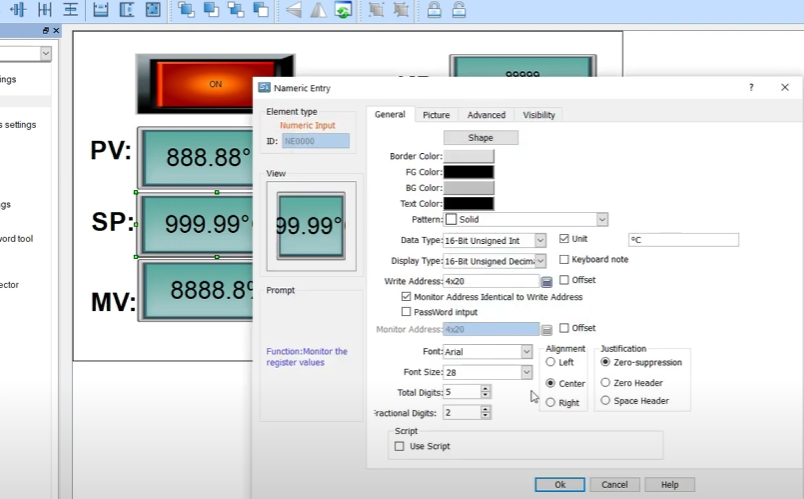 ON
99999
PV:
888.88°
SP:
999.99°
MV:
8888.8%
ings
s settings
gs
ord tool
ector
Nameric Entry
?
Element type
Numeric Input
ID: NE0000
View
99.99°
Prompt
Function:Monitor the
register values
General Picture Advanced Visibility
Shape
Border Color:
FG Color:
BG Color:
Text Color:
Pattern: Solid
Data Type: 16-Bit Unsigned Int Unit °C
Display Type: 16-Bit Unsigned Decim Keyboard note
Write Address: 4x20 Offset
Monitor Address Identical to Write Address
PassWord intput
Monitor Address: 4x20 Offset
Font: Arial
Font Size: 28
Total Digits: 5
Fractional Digits: 2
Alignment
Left
Center
Right
Justification
Zero-suppression
Zero Header
Space Header
Script
Use Script
Ok Cancel Help